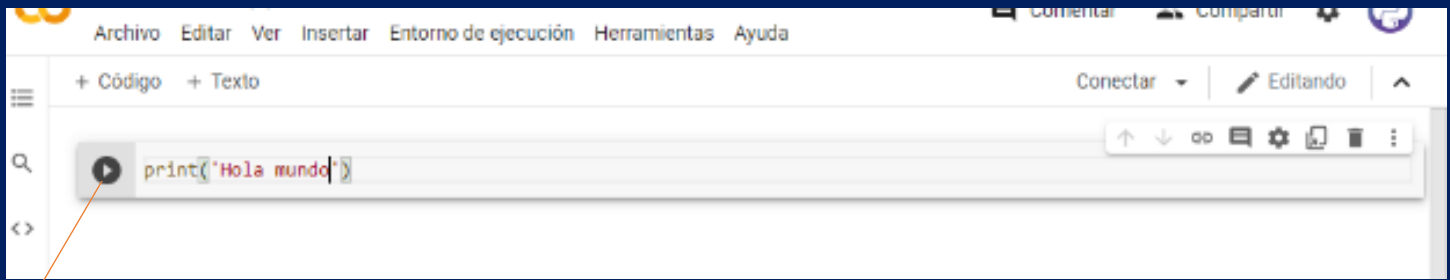 Comentar Compartir
Archivo Editar Ver Insertar Entorno de ejecución Herramientas Ayuda
+ Código + Texto Conectar Editando
print("Hola mundo")